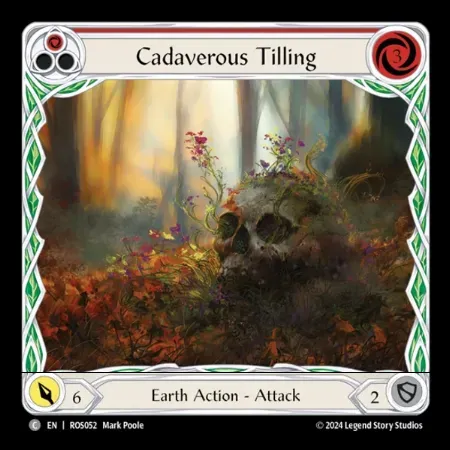 Cadaverous Tilling
3
6
Earth Action - Attack
2
C EN | ROS052 Mark Poole
© 2024 Legend Story Studios